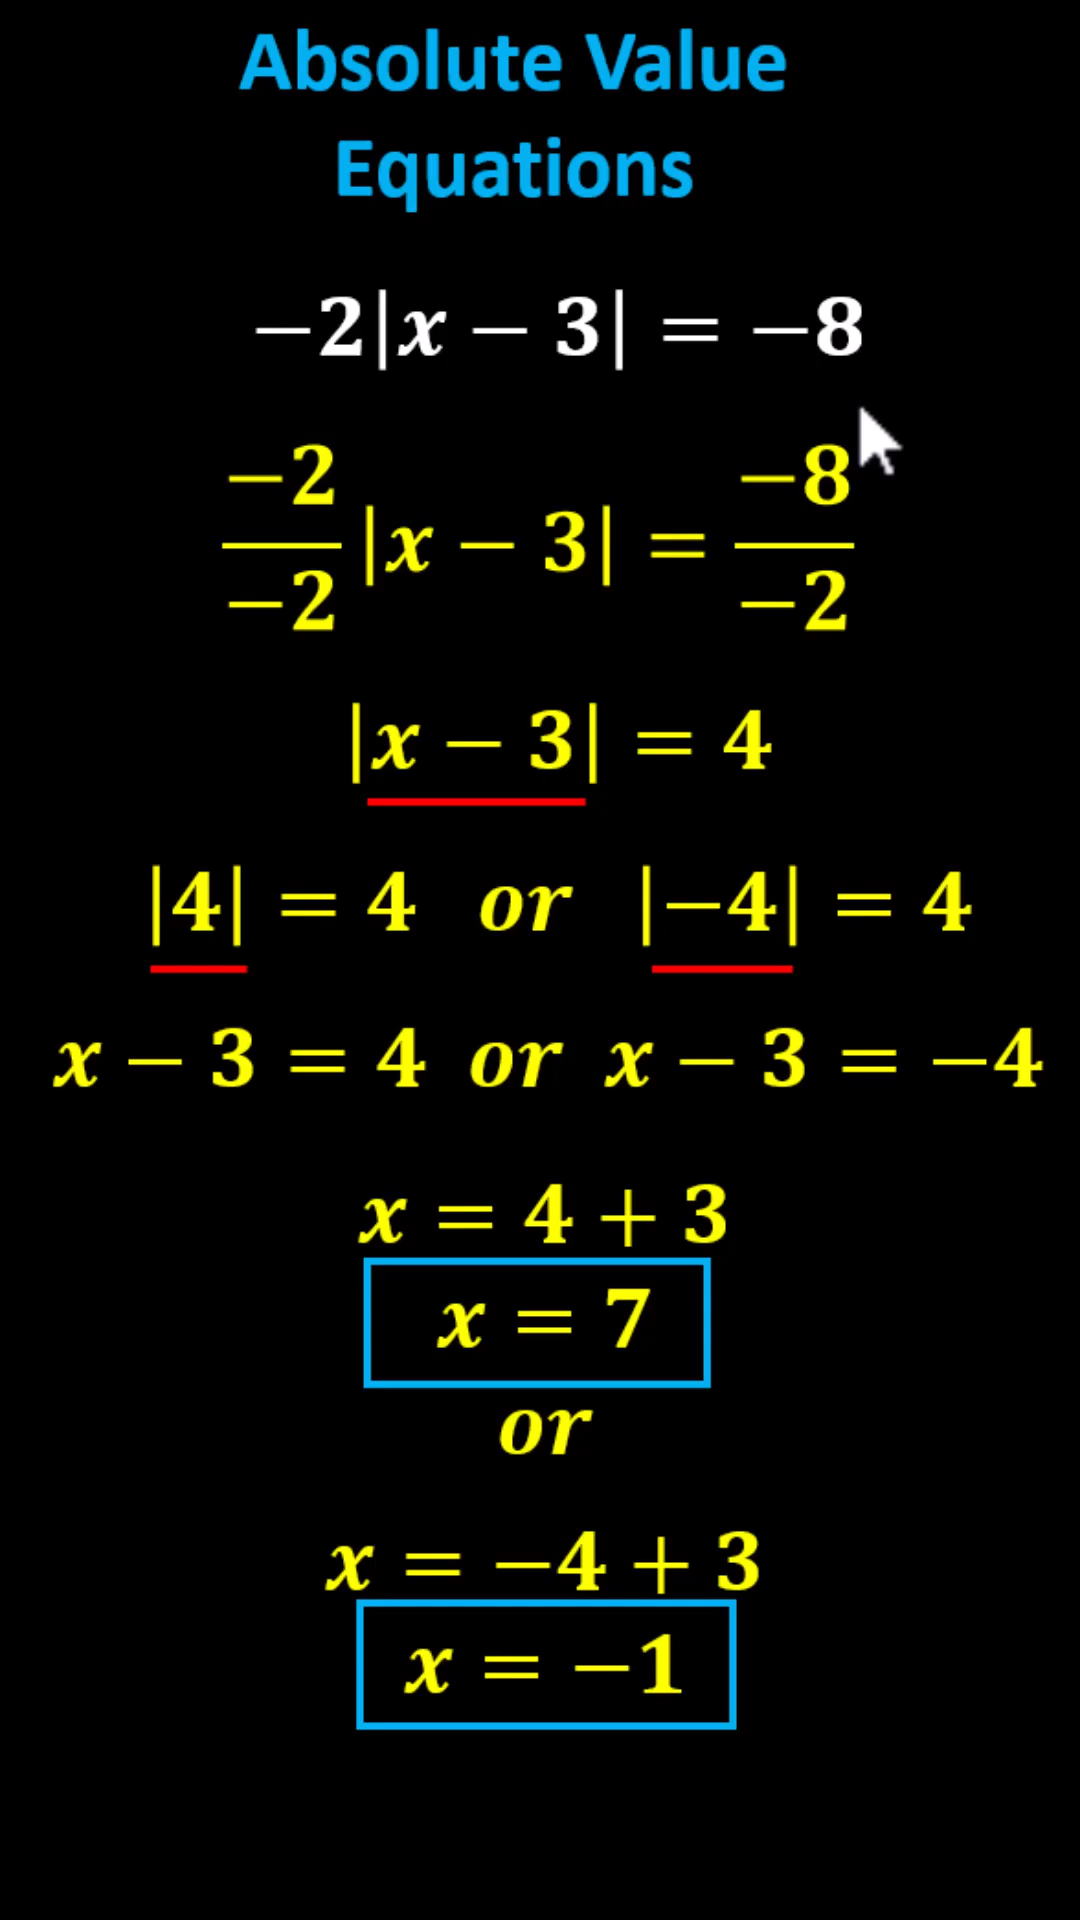 Absolute Value
Equations
−2|x − 3| = −8
−2/−2 |x − 3| = −8/−2
|x − 3| = 4
|4| = 4 or |−4| = 4
x − 3 = 4 or x − 3 = −4
x = 4 + 3
x = 7
or
x = −4 + 3
x = −1